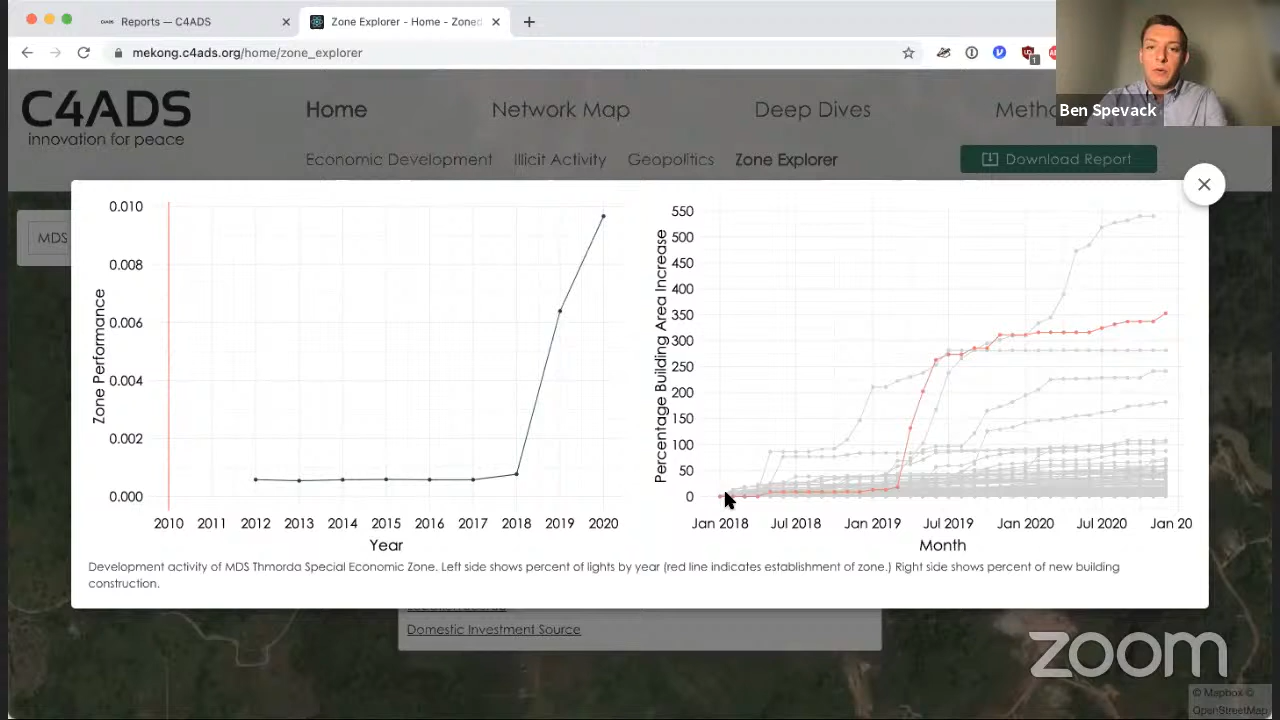 C4ADS Reports — C4ADS
Zone Explorer - Home - Zoned
mekong.c4ads.org/home/zone_explorer
1
Ben Spevack
C4ADS
innovation for peace
Home
Network Map
Deep Dives
Metho
Economic Development
Illicit Activity
Geopolitics
Zone Explorer
Download Report
MDS
Zone Performance
0.010
0.008
0.006
0.004
0.002
0.000
2010 2011 2012 2013 2014 2015 2016 2017 2018 2019 2020
Year
Percentage Building Area Increase
550
500
450
400
350
300
250
200
150
100
50
0
Jan 2018 Jul 2018 Jan 2019 Jul 2019 Jan 2020 Jul 2020 Jan 20
Month
Development activity of MDS Thmorda Special Economic Zone. Left side shows percent of lights by year (red line indicates establishment of zone.) Right side shows percent of new building
construction.
Domestic Investment Source
zoom
© Mapbox ©
OpenStreetMap